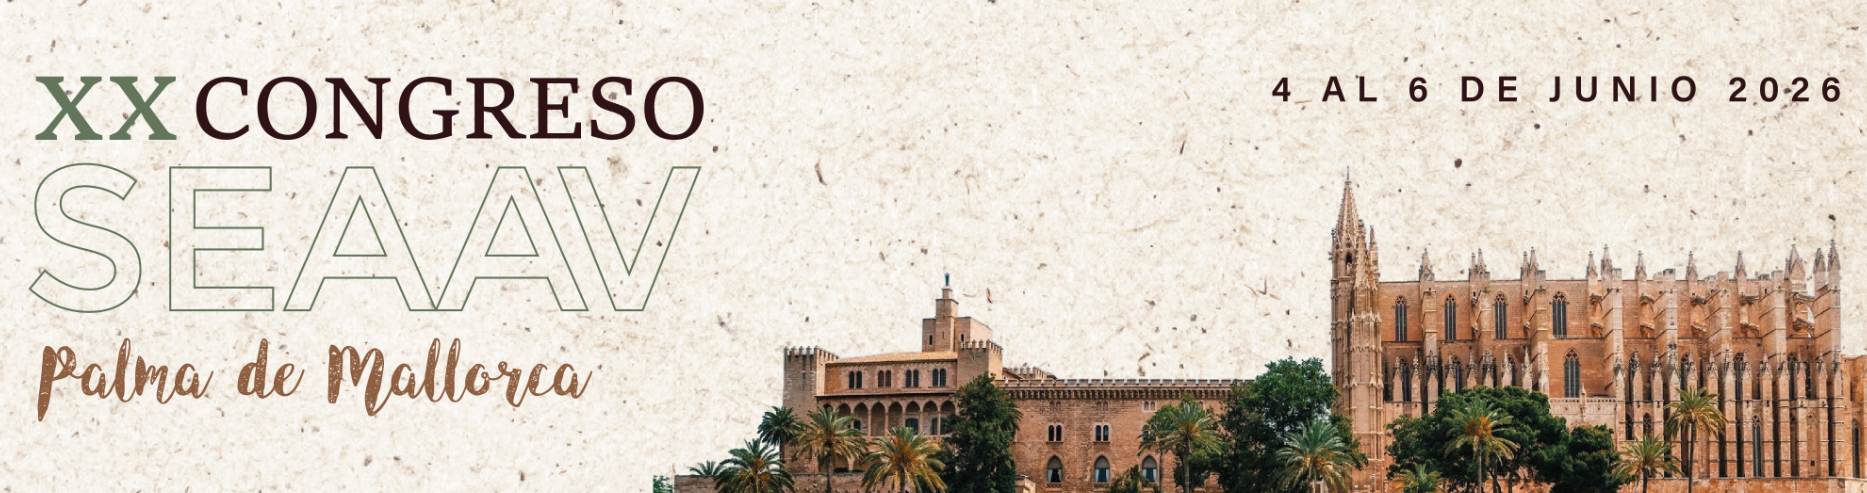 XX CONGRESO
SEAAV
Palma de Mallorca
4 AL 6 DE JUNIO 2026